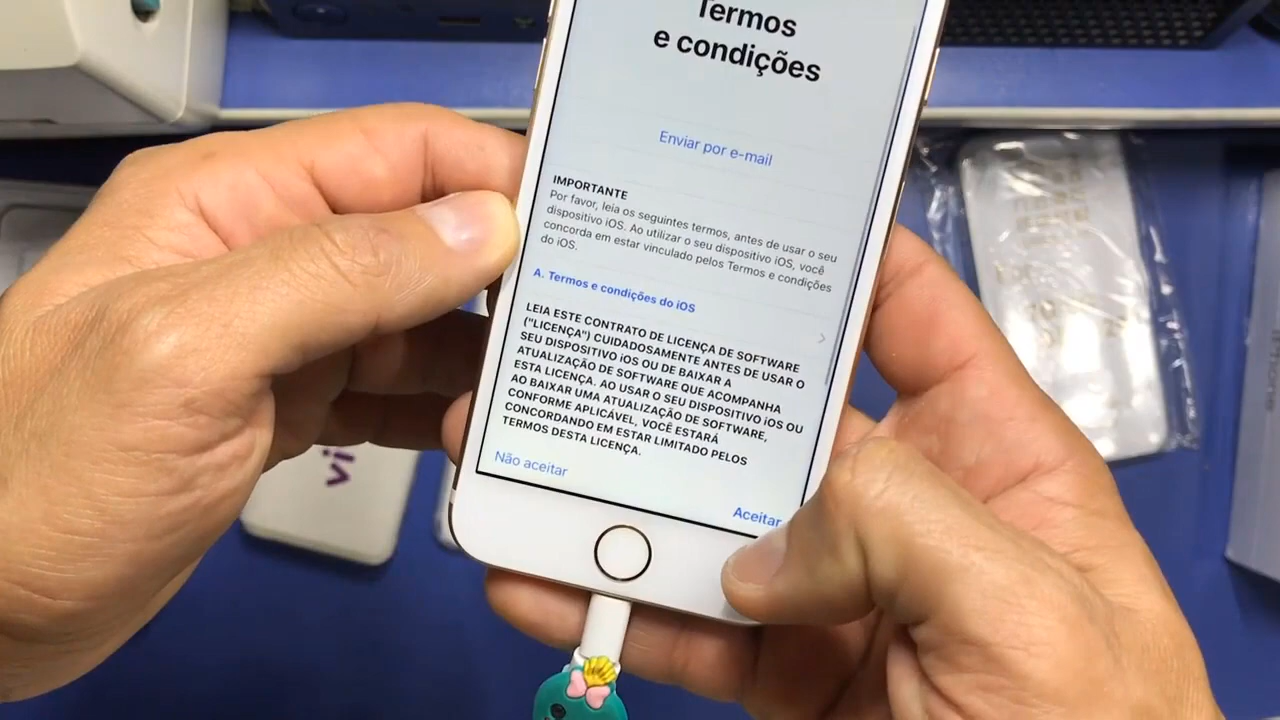 Termos
e condições
Enviar por e-mail
IMPORTANTE
Por favor, leia os seguintes termos, antes de usar o seu
dispositivo iOS. Ao utilizar o seu dispositivo iOS, você
concorda em estar vinculado pelos Termos e condições
do iOS.
A. Termos e condições do iOS
LEIA ESTE CONTRATO DE LICENÇA DE SOFTWARE
("LICENÇA") CUIDADOSAMENTE ANTES DE USAR O
SEU DISPOSITIVO iOS OU DE BAIXAR A
ATUALIZAÇÃO DE SOFTWARE QUE ACOMPANHA
ESTA LICENÇA. AO USAR O SEU DISPOSITIVO iOS OU
AO BAIXAR UMA ATUALIZAÇÃO DE SOFTWARE,
CONFORME APLICÁVEL, VOCÊ ESTARÁ
CONCORDANDO EM ESTAR LIMITADO PELOS
TERMOS DESTA LICENÇA.
Não aceitar
Aceitar